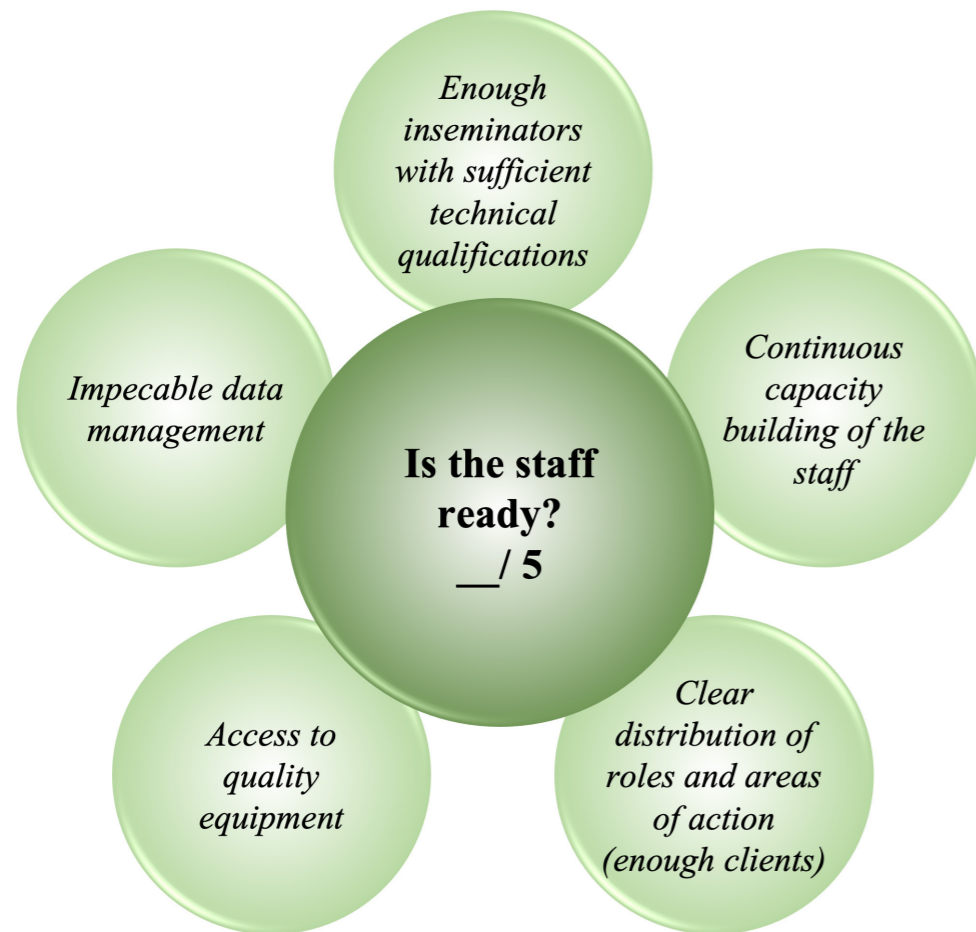 Enough
inseminators
with sufficient
technical
qualifications
Continuous
capacity
building of the
staff
Clear
distribution of
roles and areas
of action
(enough clients)
Access to
quality
equipment
Impecable data
management
Is the staff
ready?
__/ 5